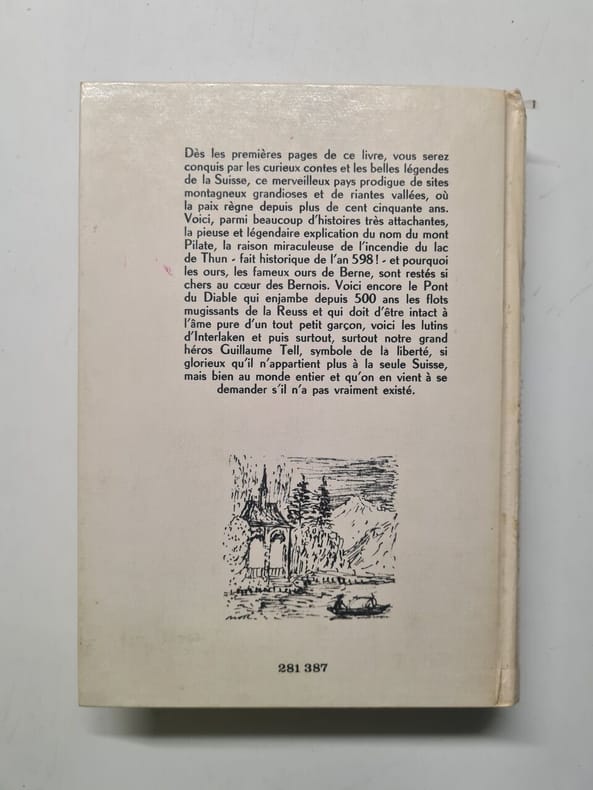 Dès les premières pages de ce livre, vous serez
conquis par les curieux contes et les belles légendes
de la Suisse, ce merveilleux pays prodigue de sites
montagneux grandioses et de riantes vallées, où
la paix règne depuis plus de cent cinquante ans.
Voici, parmi beaucoup d'histoires très attachantes,
la pieuse et légendaire explication du nom du mont
Pilate, la raison miraculeuse de l'incendie du lac
de Thun - fait historique de l'an 598! - et pourquoi
les ours, les fameux ours de Berne, sont restés si
chers au cœur des Bernois. Voici encore le Pont
du Diable qui enjambe depuis 500 ans les flots
mugissants de la Reuss et qui doit d'être intact à
l'âme pure d'un tout petit garçon, voici les lutins
d'Interlaken et puis surtout, surtout notre grand
héros Guillaume Tell, symbole de la liberté, si
glorieux qu'il n'appartient plus à la seule Suisse,
mais bien au monde entier et qu'on en vient à se
demander s'il n'a pas vraiment existé.
281 387